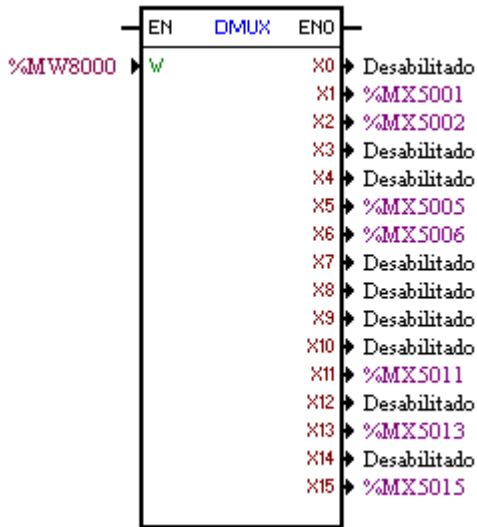 EN DMUX ENO
%MW8000 W X0 Desabilitado
X1 %MX5001
X2 %MX5002
X3 Desabilitado
X4 Desabilitado
X5 %MX5005
X6 %MX5006
X7 Desabilitado
X8 Desabilitado
X9 Desabilitado
X10 Desabilitado
X11 %MX5011
X12 Desabilitado
X13 %MX5013
X14 Desabilitado
X15 %MX5015